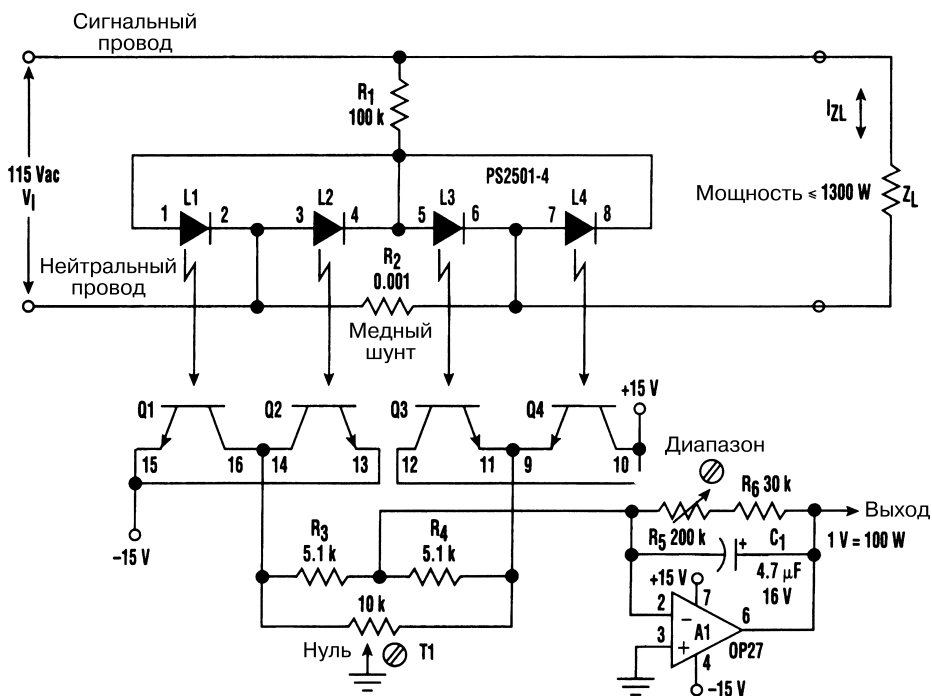 Сигнальный
провод
R1
100 k
IZL
115 Vac
VI
PS2501-4
Мощность ≤ 1300 W
ZL
L1
L2
L3
L4
1
2
3
4
5
6
7
8
Нейтральный
провод
R2
0.001
Медный
шунт
+15 V
Q1
Q2
Q3
Q4
15
16
14
13
12
11
9
10
Диапазон
R6 30 k
Выход
R5 200 k
C1
1 V = 100 W
–15 V
R3
5.1 k
R4
5.1 k
4.7 μF
16 V
+15 V
7
10 k
2
–
6
3
+
A1
OP27
Нуль
T1
4
–15 V